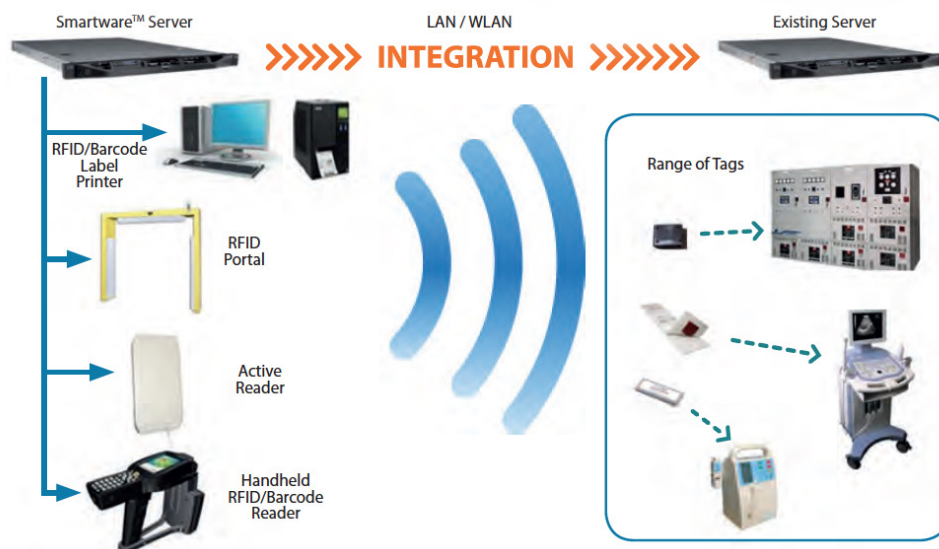 Smartware™ Server
LAN / WLAN
Existing Server
INTEGRATION
RFID/Barcode
Label
Printer
Range of Tags
RFID
Portal
Active
Reader
Handheld
RFID/Barcode
Reader